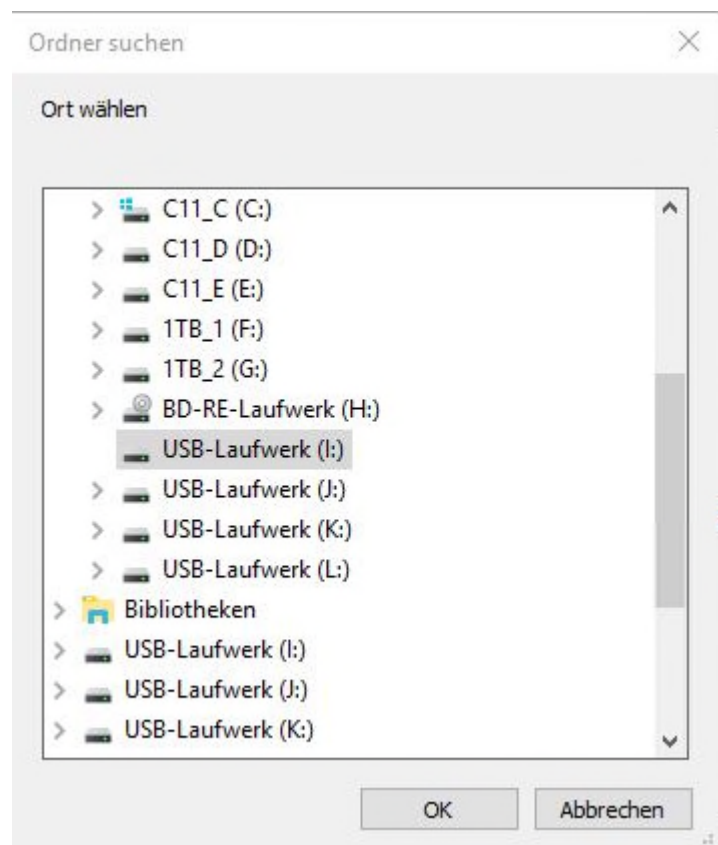 Ordner suchen
Ort wählen
C11_C (C:)
C11_D (D:)
C11_E (E:)
1TB_1 (F:)
1TB_2 (G:)
BD-RE-Laufwerk (H:)
USB-Laufwerk (I:)
USB-Laufwerk (J:)
USB-Laufwerk (K:)
USB-Laufwerk (L:)
Bibliotheken
USB-Laufwerk (I:)
USB-Laufwerk (J:)
USB-Laufwerk (K:)
OK Abbrechen